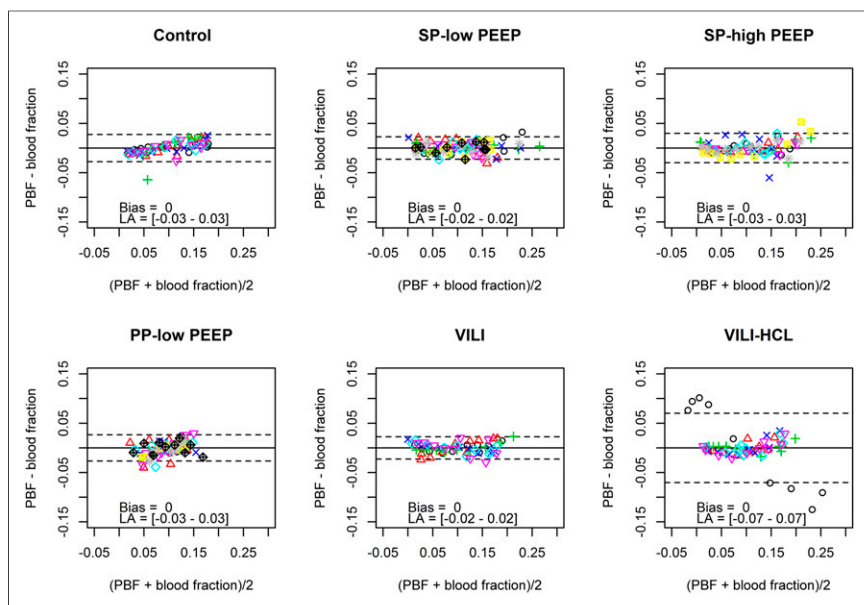 Control
PBF - blood fraction
0.15
0.05
-0.05
-0.15
Bias = 0
LA = [-0.03 - 0.03]
-0.05 0.05 0.15 0.25
(PBF + blood fraction)/2
SP-low PEEP
PBF - blood fraction
0.15
0.05
-0.05
-0.15
Bias = 0
LA = [-0.02 - 0.02]
-0.05 0.05 0.15 0.25
(PBF + blood fraction)/2
SP-high PEEP
PBF - blood fraction
0.15
0.05
-0.05
-0.15
Bias = 0
LA = [-0.03 - 0.03]
-0.05 0.05 0.15 0.25
(PBF + blood fraction)/2
PP-low PEEP
PBF - blood fraction
0.15
0.05
-0.05
-0.15
Bias = 0
LA = [-0.03 - 0.03]
-0.05 0.05 0.15 0.25
(PBF + blood fraction)/2
VILI
PBF - blood fraction
0.15
0.05
-0.05
-0.15
Bias = 0
LA = [-0.02 - 0.02]
-0.05 0.05 0.15 0.25
(PBF + blood fraction)/2
VILI-HCL
PBF - blood fraction
0.15
0.05
-0.05
-0.15
Bias = 0
LA = [-0.07 - 0.07]
-0.05 0.05 0.15 0.25
(PBF + blood fraction)/2